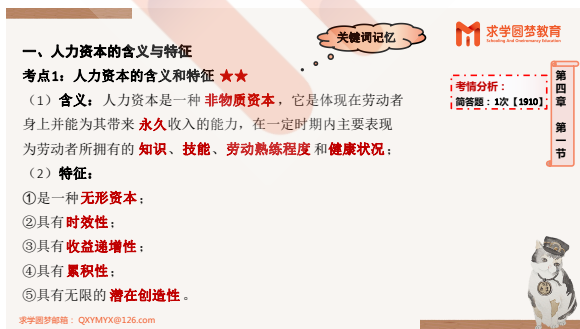 关键词记忆
求学圆梦教育
Schooling And Oneiromancy Education
一、人力资本的含义与特征
考点1：人力资本的含义和特征 ★★
（1）含义：人力资本是一种 非物质资本，它是体现在劳动者
身上并能为其带来 永久收入的能力，在一定时期内主要表现
为劳动者所拥有的 知识、技能、劳动熟练程度 和健康状况；
（2）特征：
①是一种无形资本；
②具有时效性；
③具有收益递增性；
④具有累积性；
⑤具有无限的 潜在创造性。
考情分析：
简答题：1次【1910】
第四章 第一节
求学圆梦邮箱： QXYMYX@126.com